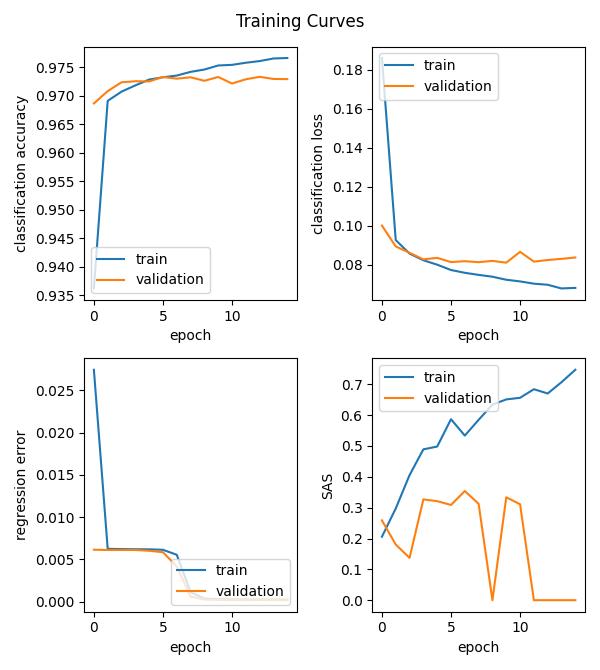 Training Curves
classification accuracy
0.975
0.970
0.965
0.960
0.955
0.950
0.945
0.940
0.935
train
validation
0
5
10
epoch
classification loss
0.18
0.16
0.14
0.12
0.10
0.08
train
validation
0
5
10
epoch
regression error
0.025
0.020
0.015
0.010
0.005
0.000
train
validation
0
5
10
epoch
SAS
0.7
0.6
0.5
0.4
0.3
0.2
0.1
0.0
train
validation
0
5
10
epoch